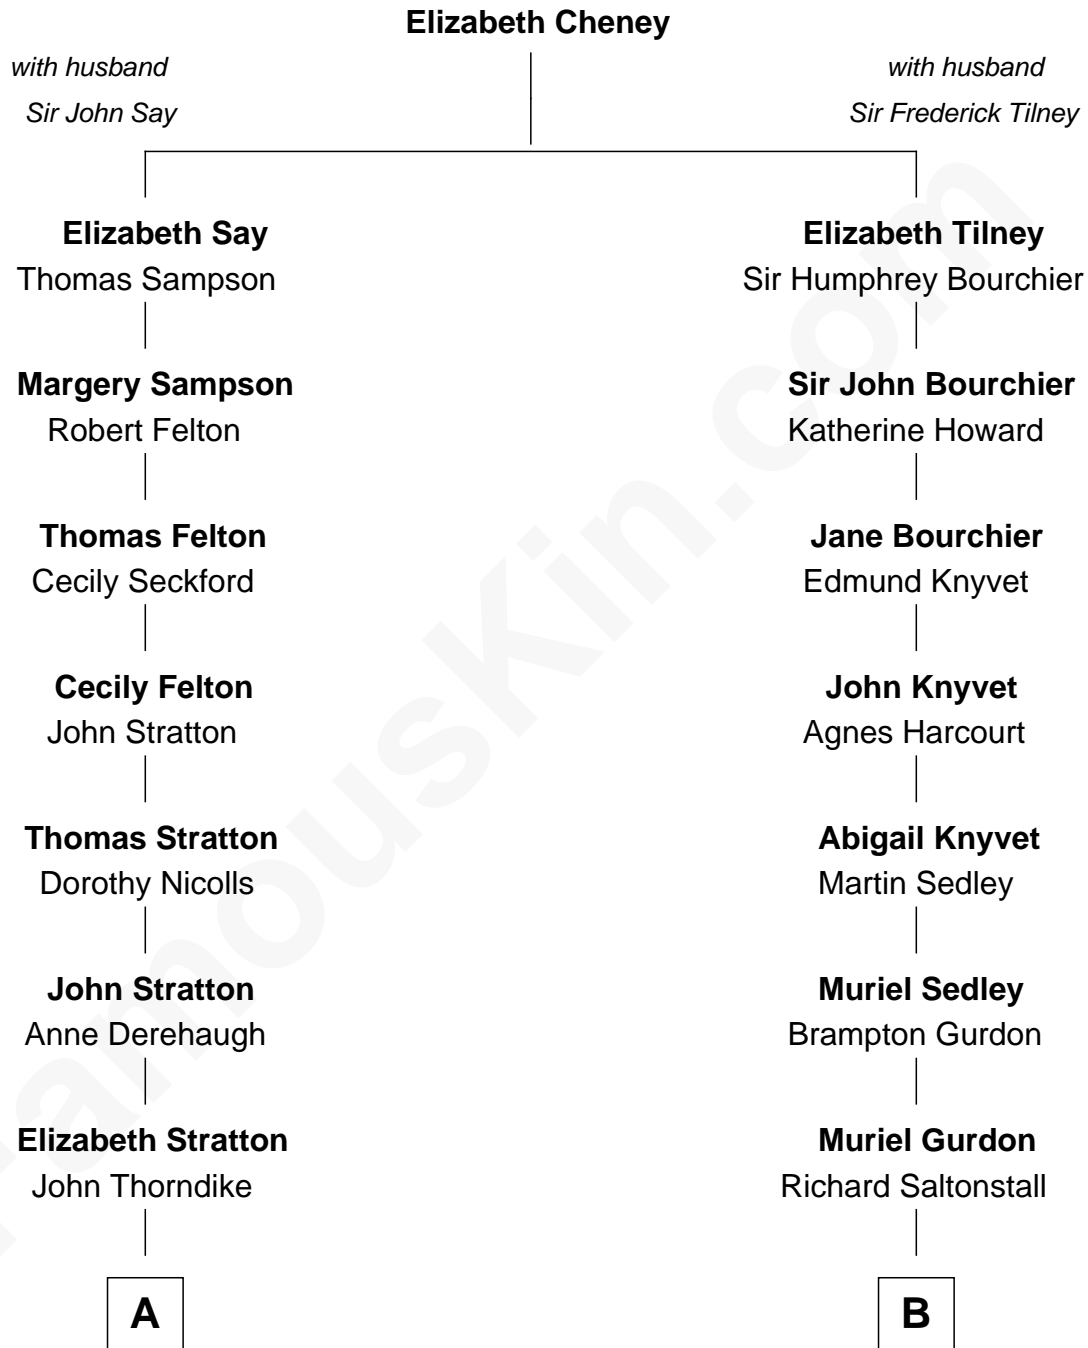 Elizabeth Cheney
with husband
Sir John Say
with husband
Sir Frederick Tilney
Elizabeth Say
Thomas Sampson
Elizabeth Tilney
Sir Humphrey Bourchier
Margery Sampson
Robert Felton
Sir John Bourchier
Katherine Howard
Thomas Felton
Cecily Seckford
Jane Bourchier
Edmund Knyvet
Cecily Felton
John Stratton
John Knyvet
Agnes Harcourt
Thomas Stratton
Dorothy Nicolls
Abigail Knyvet
Martin Sedley
John Stratton
Anne Derehaugh
Muriel Sedley
Brampton Gurdon
Elizabeth Stratton
John Thorndike
Muriel Gurdon
Richard Saltonstall
A
B
FamousKin.com